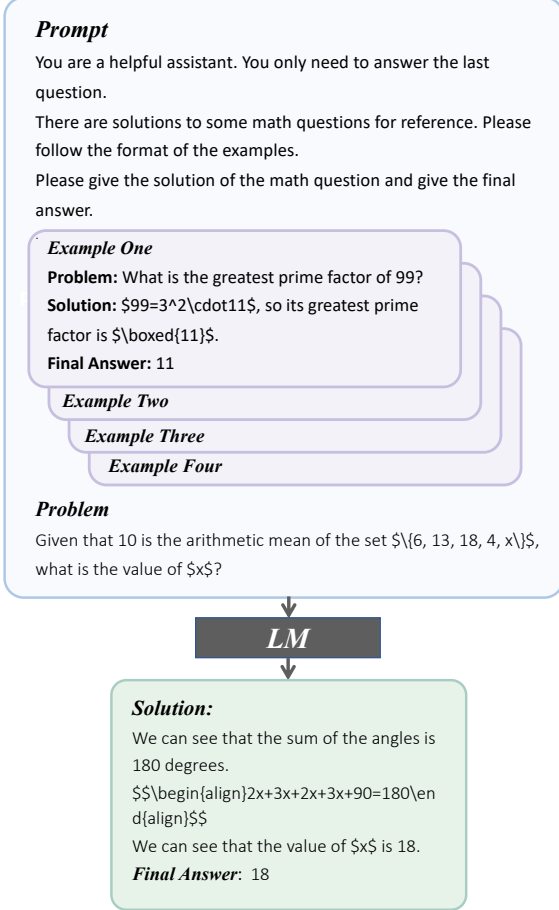 Prompt
You are a helpful assistant. You only need to answer the last
question.
There are solutions to some math questions for reference. Please
follow the format of the examples.
Please give the solution of the math question and give the final
answer.
Example One
Problem: What is the greatest prime factor of 99?
Solution: $99=3^2\cdot11$, so its greatest prime
factor is $\boxed{11}$.
Final Answer: 11
Example Two
Example Three
Example Four
Problem
Given that 10 is the arithmetic mean of the set $\{6, 13, 18, 4, x\}$,
what is the value of $x$?
LM
Solution:
We can see that the sum of the angles is
180 degrees.
$$\begin{align}2x+3x+2x+3x+90=180\en
d{align}$$
We can see that the value of $x$ is 18.
Final Answer: 18